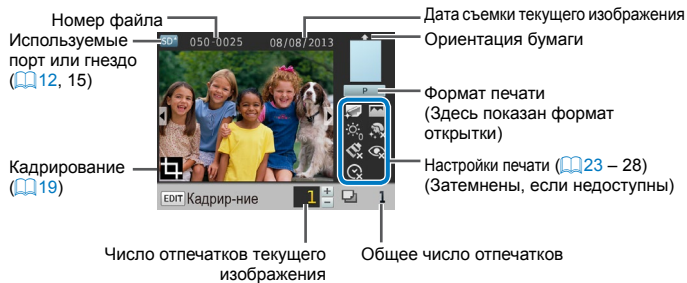 Номер файла
Дата съемки текущего изображения
Используемые
порт или гнездо
(12, 15)
SD
050-0025
08/08/2013
Ориентация бумаги
P
Формат печати
(Здесь показан формат
открытки)
Кадрирование
(19)
Настройки печати (23 – 28)
(Затемнены, если недоступны)
EDIT Кадрир-ние 1 + − 1
Число отпечатков текущего
изображения
Общее число отпечатков